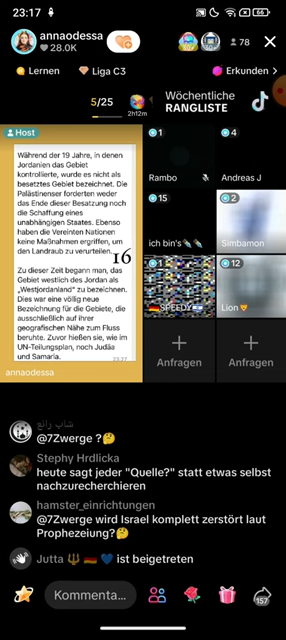 23:17
66
annaodessa
28.0K
78
Lernen
Liga C3
Erkunden >
5/25
2h12m
Wöchentliche
RANGLISTE
Host
Während der 19 Jahre, in denen
Jordanien das Gebiet
kontrollierte, wurde es nicht als
besetztes Gebiet bezeichnet. Die
Palästinenser forderten weder
das Ende dieser Besatzung noch
die Schaffung eines
unabhängigen Staates. Ebenso
haben die Vereinten Nationen
keine Maßnahmen ergriffen, um
den Landraub zu verurteilen.
16
Zu dieser Zeit begann man, das
Gebiet westlich des Jordan als
„Westjordanland" zu bezeichnen.
Dies war eine völlig neue
Bezeichnung für die Gebiete, die
ausschließlich auf ihrer
geografischen Nähe zum Fluss
beruhte. Zuvor hießen sie, wie im
UN-Teilungsplan, noch Judäa
und Samaria.
23:27
annaodessa
1
Rambo
4
Andreas J
15
ich bin's
2
Simbamon
1
SPEEDY
12
Lion
+
Anfragen
+
Anfragen
شاب رائع
@7Zwerge ?🤔
Stephy Hrdlicka
heute sagt jeder "Quelle?" statt etwas selbst
nachzurecherchieren
hamster_einrichtungen
@7Zwerge wird Israel komplett zerstört laut
Prophezeiung?🤔
Jutta 🔱 🇩🇪 💙 ist beigetreten
Kommenta...
157